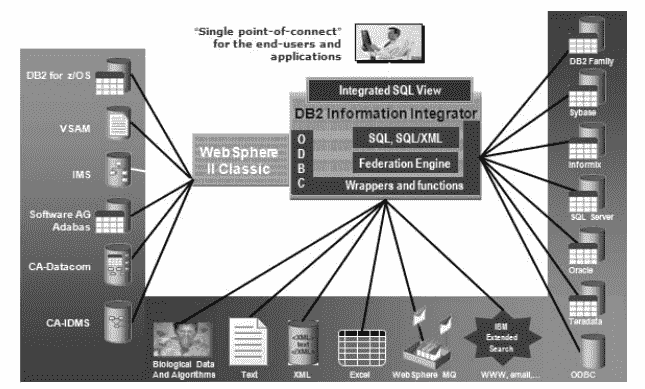 "Single point-of-connect"
for the end-users and
applications
DB2 for z/OS
VSAM
IMS
Software AG
Adabas
CA-Datacom
CA-IDMS
WebSphere
II Classic
Integrated SQL View
DB2 Information Integrator
O
D
B
C
SQL, SQL/XML
Federation Engine
Wrappers and functions
DB2 Family
Sybase
Informix
SQL Server
Oracle
Teradata
ODBC
Biological Data
And Algorithms
Text
<XML>
text
</XML>
XML
Excel
WebSphere MQ
IBM
Extended
Search
WWW, email,...